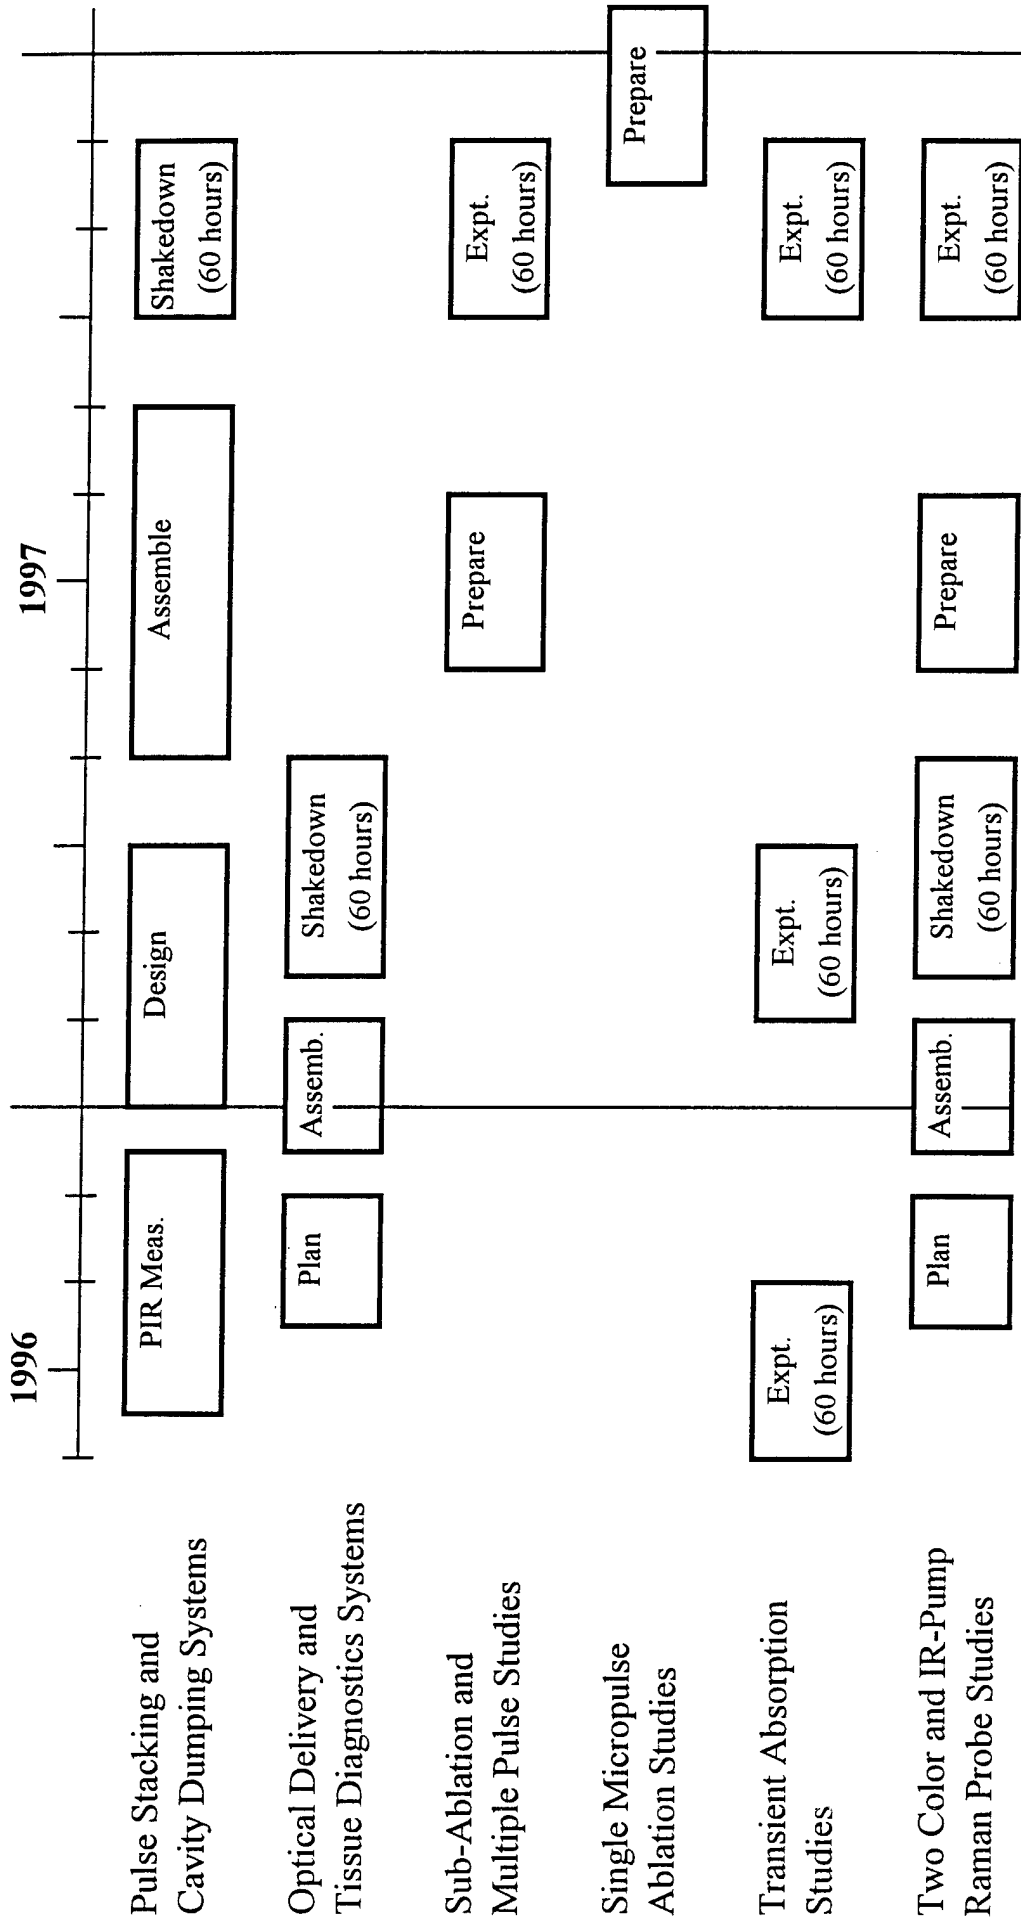 1996
1997
Pulse Stacking and
Cavity Dumping Systems
PIR Meas.
Design
Assemble
Shakedown
(60 hours)
Optical Delivery and
Tissue Diagnostics Systems
Plan
Assemb.
Shakedown
(60 hours)
Sub-Ablation and
Multiple Pulse Studies
Prepare
Expt.
(60 hours)
Single Micropulse
Ablation Studies
Prepare
Transient Absorption
Studies
Expt.
(60 hours)
Expt.
(60 hours)
Expt.
(60 hours)
Two Color and IR-Pump
Raman Probe Studies
Plan
Assemb.
Shakedown
(60 hours)
Prepare
Expt.
(60 hours)